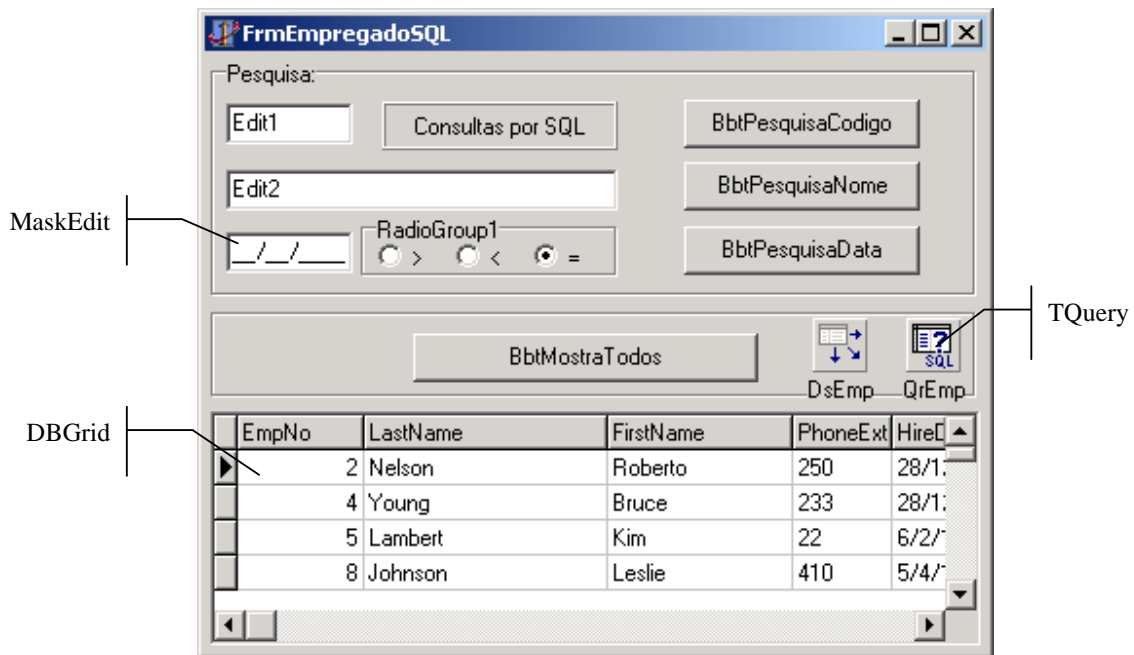 FrmEmpregadoSQL
Pesquisa:
Edit1
Consultas por SQL
BbtPesquisaCodigo
Edit2
BbtPesquisaNome
MaskEdit
__/__/____
RadioGroup1
> < =
BbtPesquisaData
TQuery
BbtMostraTodos
SQL
DsEmp
QrEmp
DBGrid
EmpNo LastName FirstName PhoneExt HireD
2 Nelson Roberto 250 28/1
4 Young Bruce 233 28/1
5 Lambert Kim 22 6/2/
8 Johnson Leslie 410 5/4/